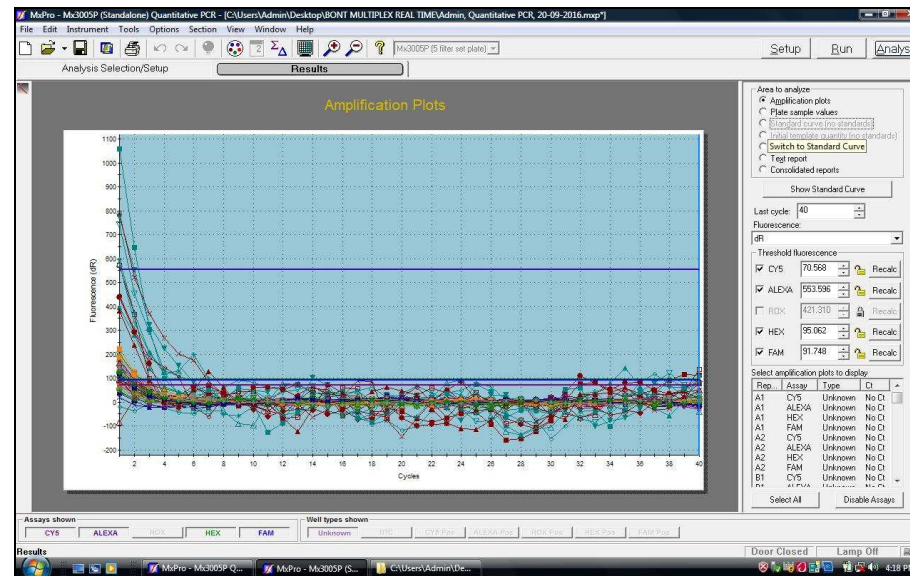 MxPro - Mx3005P (Standalone) Quantitative PCR - [C:\Users\Admin\Desktop\BONT MULTIPLEX REAL TIME\Admin, Quantitative PCR, 20-09-2016.mxp*]
File Edit Instrument Tools Options Section View Window Help
Mx3005P (5 filter set plate)
Setup Run Analys
Analysis Selection/Setup Results
Amplification Plots
1100
1000
900
800
700
600
500
400
300
200
100
0
-100
-200
Fluorescence (dR)
2 4 6 8 10 12 14 16 18 20 22 24 26 28 30 32 34 36 38 40
Cycles
Area to analyze
Amplification plots
Plate sample values
Standard curve (no standards)
Initial template quantity (no standards)
Switch to Standard Curve
Text report
Consolidated reports
Show Standard Curve
Last cycle: 40
Fluorescence:
dR
Threshold fluorescence
CY5 70.568 Recalc
ALEXA 553.596 Recalc
ROX 421.310 Recalc
HEX 95.062 Recalc
FAM 91.748 Recalc
Select amplification plots to display
Rep... Assay Type Ct
A1 CY5 Unknown No Ct
A1 ALEXA Unknown No Ct
A1 HEX Unknown No Ct
A1 FAM Unknown No Ct
A2 CY5 Unknown No Ct
A2 ALEXA Unknown No Ct
A2 HEX Unknown No Ct
A2 FAM Unknown No Ct
B1 CY5 Unknown No Ct
B1 ALEXA Unknown No Ct
Select All Disable Assays
Assays shown
CY5 ALEXA ROX HEX FAM
Well types shown
Unknown NTC CY5 Pos ALEXA Pos ROX Pos HEX Pos FAM Pos
Results
Door Closed Lamp Off
MxPro - Mx3005P Q... MxPro - Mx3005P (S... C:\Users\Admin\De...
4:18 PM